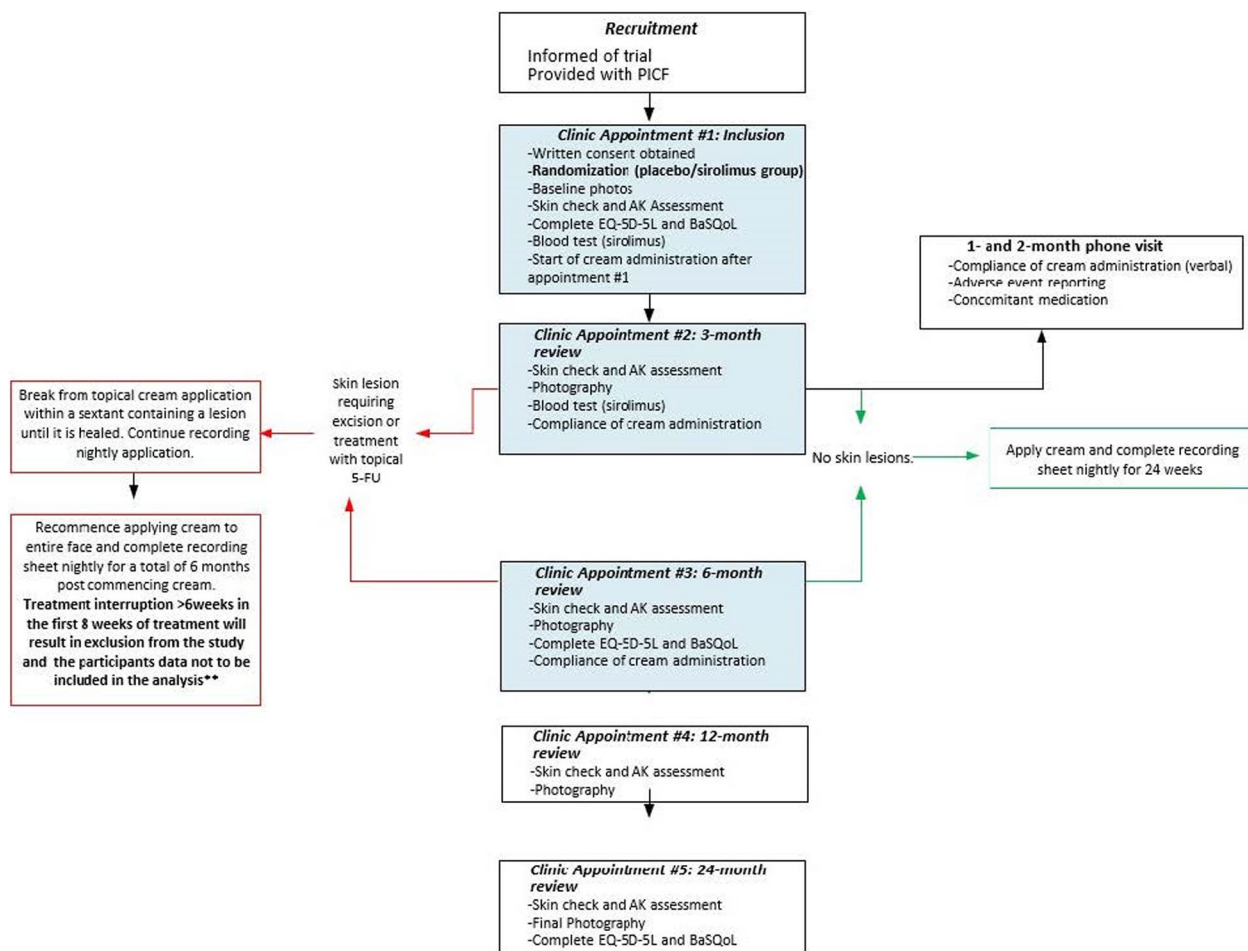 Recruitment
Informed of trial
Provided with PICF
Clinic Appointment #1: Inclusion
-Written consent obtained
-Randomization (placebo/sirolimus group)
-Baseline photos
-Skin check and AK Assessment
-Complete EQ-5D-5L and BaSQoL
-Blood test (sirolimus)
-Start of cream administration after
appointment #1
1- and 2-month phone visit
-Compliance of cream administration (verbal)
-Adverse event reporting
-Concomitant medication
Clinic Appointment #2: 3-month
review
-Skin check and AK assessment
-Photography
-Blood test (sirolimus)
-Compliance of cream administration
Skin lesion
requiring
excision or
treatment
with topical
5-FU
Break from topical cream application
within a sextant containing a lesion
until it is healed. Continue recording
nightly application.
No skin lesions.
Apply cream and complete recording
sheet nightly for 24 weeks
Recommence applying cream to
entire face and complete recording
sheet nightly for a total of 6 months
post commencing cream.
Treatment interruption >6weeks in
the first 8 weeks of treatment will
result in exclusion from the study
and the participants data not to be
included in the analysis**
Clinic Appointment #3: 6-month
review
-Skin check and AK assessment
-Photography
-Complete EQ-5D-5L and BaSQoL
-Compliance of cream administration
Clinic Appointment #4: 12-month
review
-Skin check and AK assessment
-Photography
Clinic Appointment #5: 24-month
review
-Skin check and AK assessment
-Final Photography
-Complete EQ-5D-5L and BaSQoL